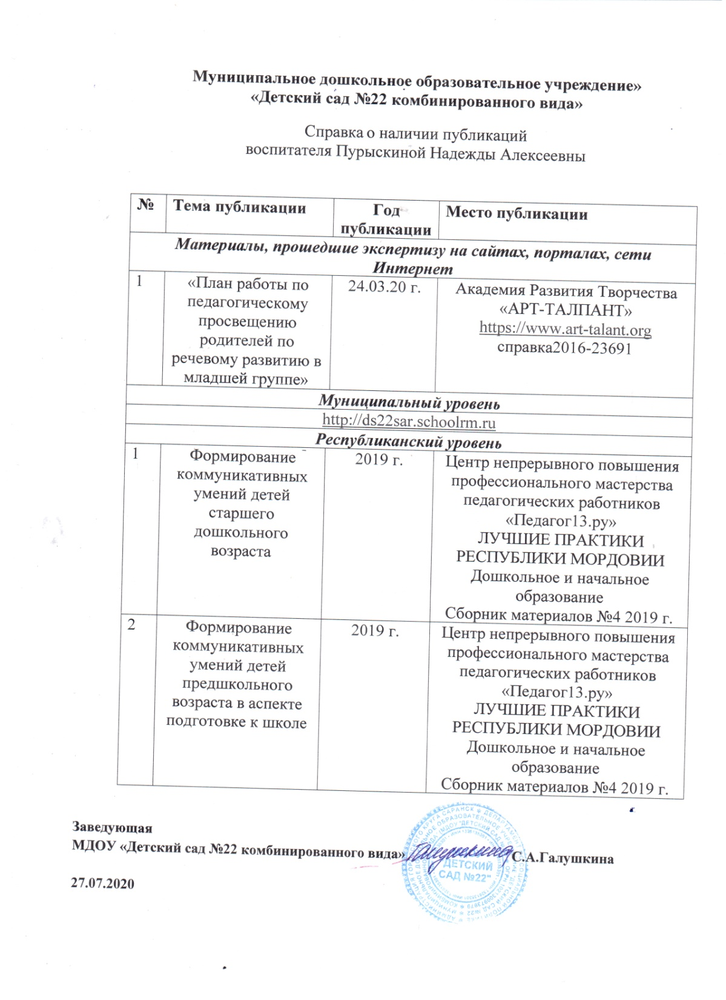 Муниципальное дошкольное образовательное учреждение»
«Детский сад №22 комбинированного вида»
Справка о наличии публикаций
воспитателя Пурыскиной Надежды Алексеевны
№ Тема публикации Год публикации Место публикации
Материалы, прошедшие экспертизу на сайтах, порталах, сети
Интернет
1
«План работы по
педагогическому
просвещению
родителей по
речевому развитию в
младшей группе»
24.03.20 г.
Академия Развития Творчества
«АРТ-ТАЛПАНТ»
https://www.art-talant.org
справка2016-23691
Муниципальный уровень
http://ds22sar.schoolrm.ru
Республиканский уровень
1
Формирование
коммуникативных
умений детей
старшего
дошкольного
возраста
2019 г.
Центр непрерывного повышения
профессионального мастерства
педагогических работников
«Педагог13.ру»
ЛУЧШИЕ ПРАКТИКИ
РЕСПУБЛИКИ МОРДОВИИ
Дошкольное и начальное
образование
Сборник материалов №4 2019 г.
2
Формирование
коммуникативных
умений детей
предшкольного
возраста в аспекте
подготовке к школе
2019 г.
Центр непрерывного повышения
профессионального мастерства
педагогических работников
«Педагог13.ру»
ЛУЧШИЕ ПРАКТИКИ
РЕСПУБЛИКИ МОРДОВИИ
Дошкольное и начальное
образование
Сборник материалов №4 2019 г.
Заведующая
МДОУ «Детский сад №22 комбинированного вида» С.А.Галушкина
ДЕТСКИЙ
САД №22"
27.07.2020